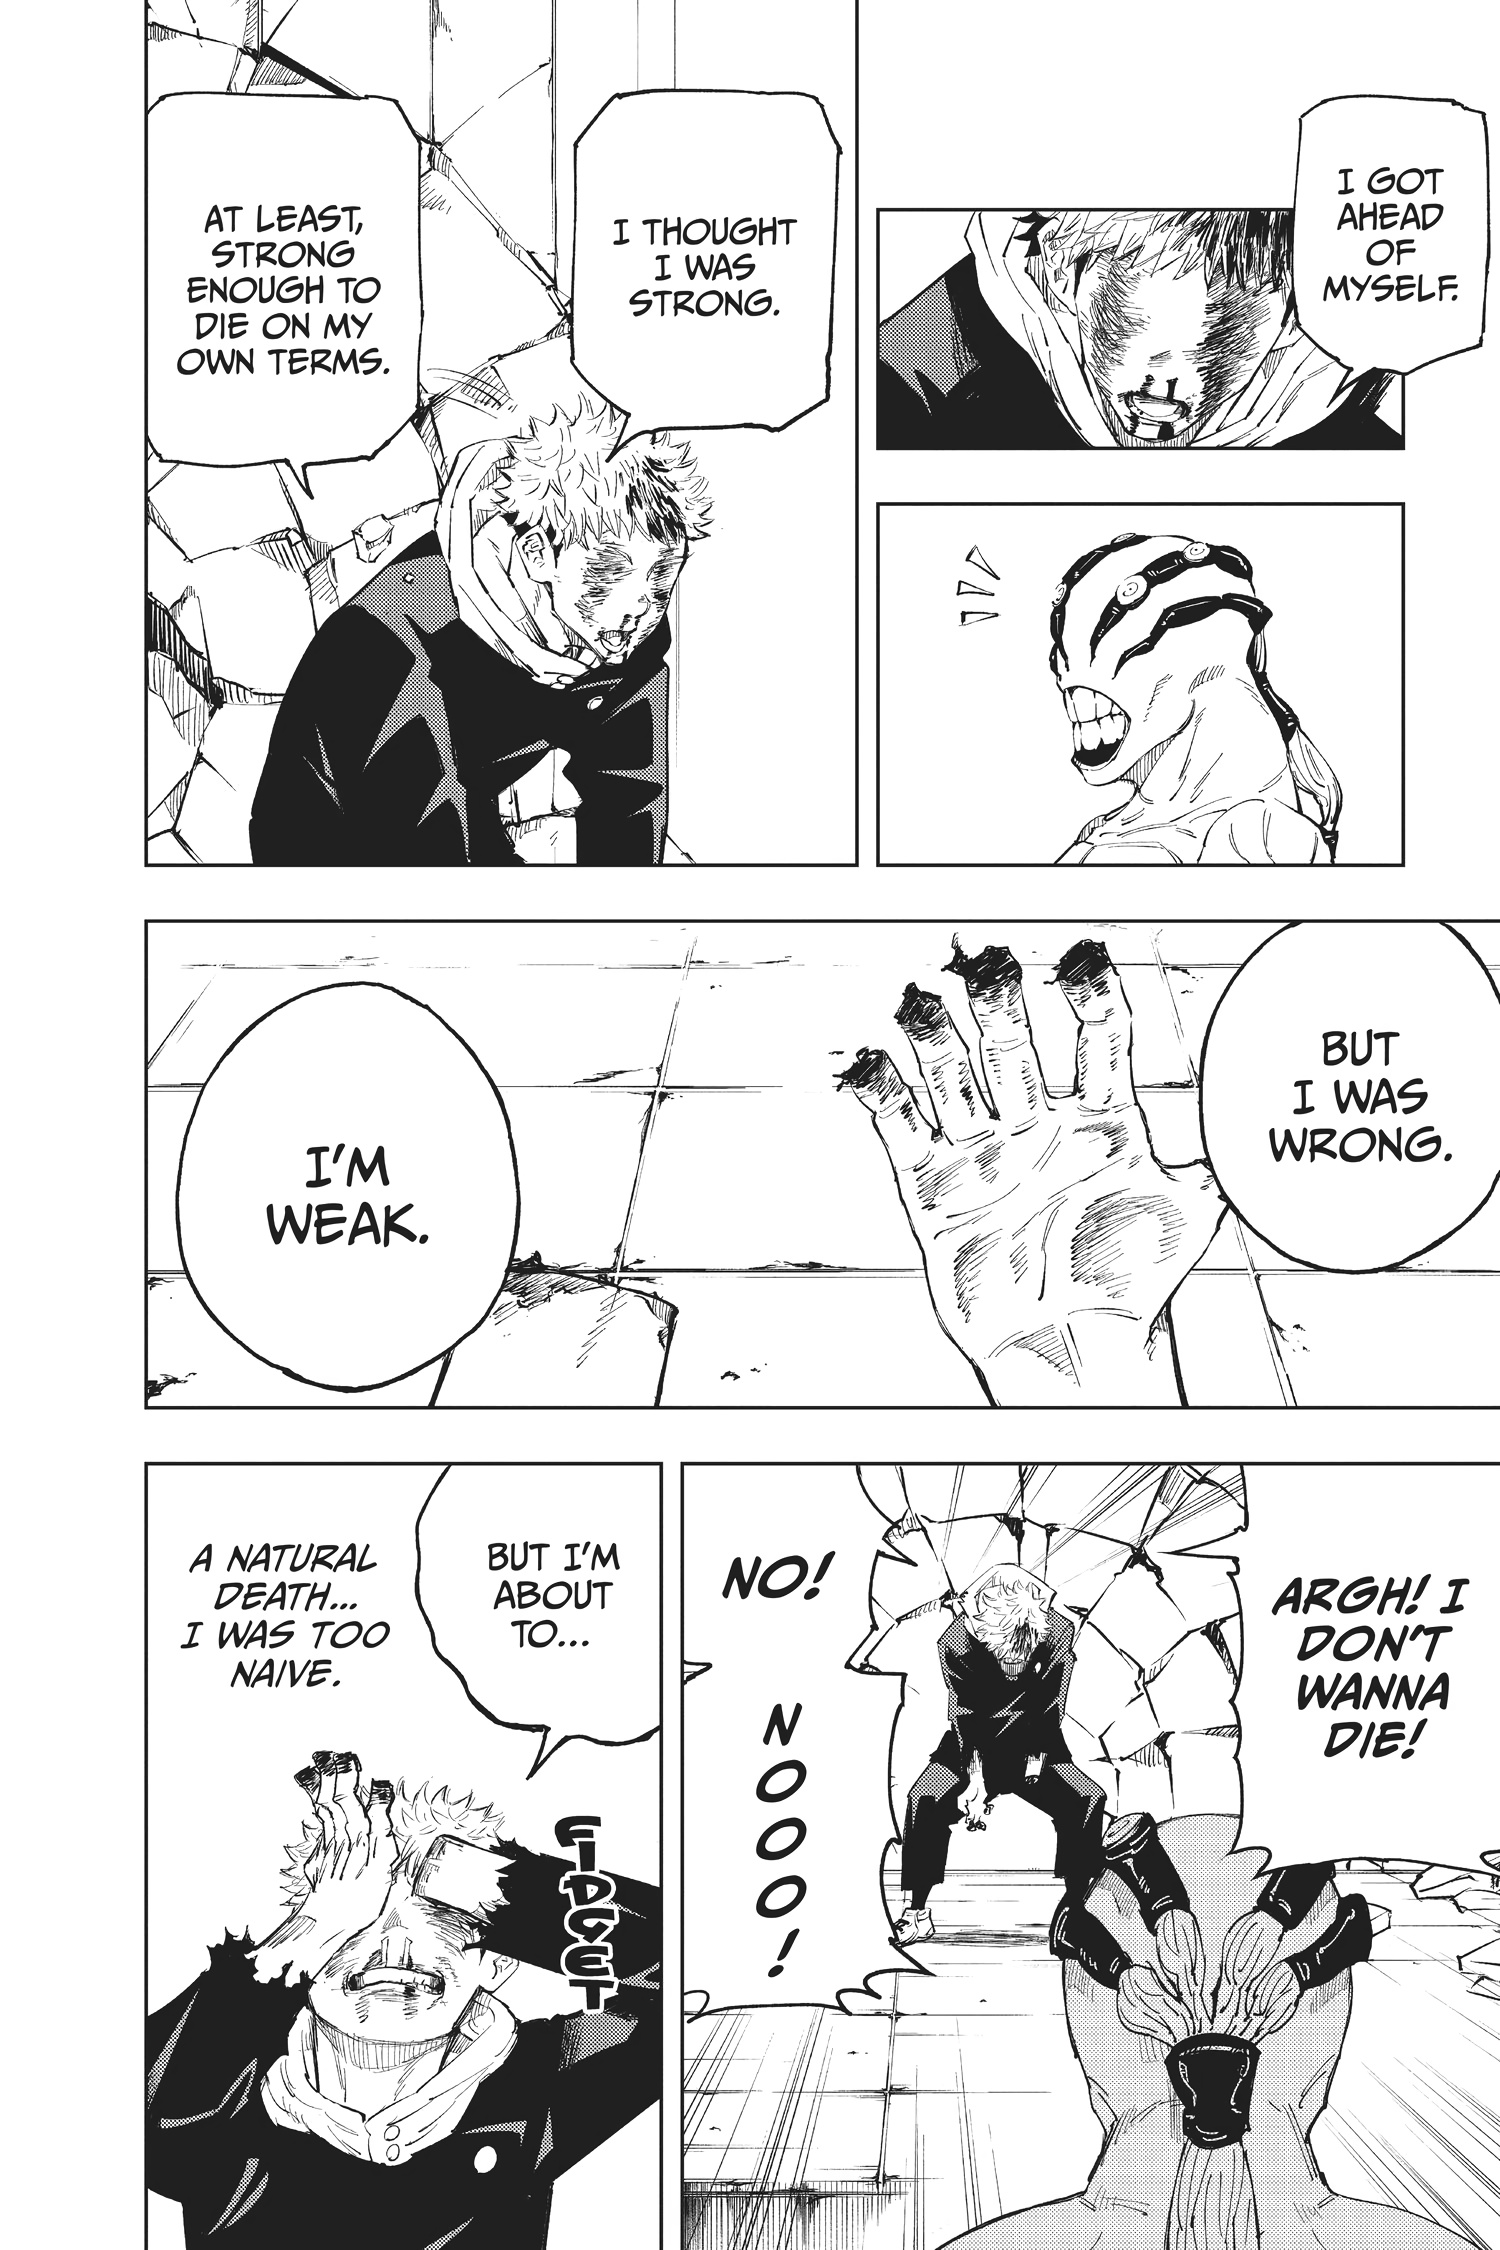 I GOT
AHEAD
OF
MYSELF.
I THOUGHT
I WAS
STRONG.
AT LEAST,
STRONG
ENOUGH TO
DIE ON MY
OWN TERMS.
BUT
I WAS
WRONG.
I'M
WEAK.
ARGH! I
DON'T
WANNA
DIE!
NO!
NOOOO!
BUT I'M
ABOUT
TO...
A NATURAL
DEATH...
I WAS TOO
NAIVE.
FIDGET